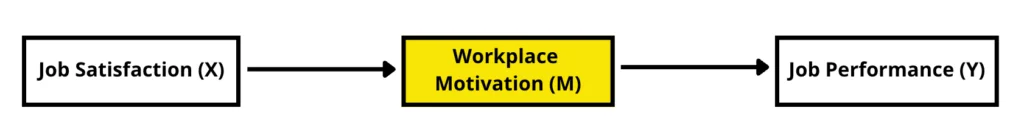 Job Satisfaction (X)
Workplace
Motivation (M)
Job Performance (Y)